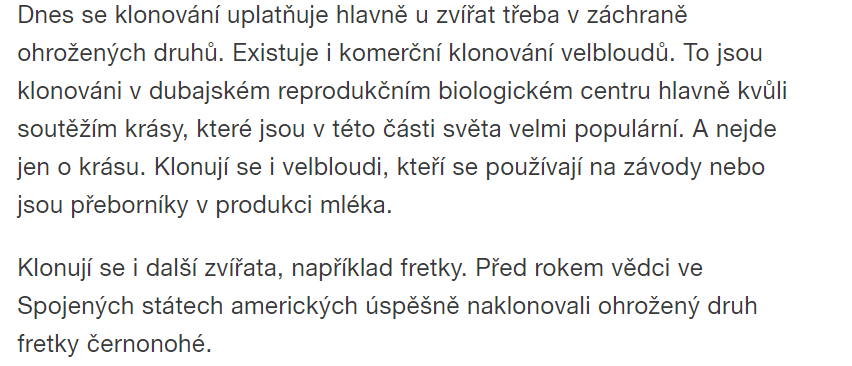 Dnes se klonování uplatňuje hlavně u zvířat třeba v záchraně
ohrožených druhů. Existuje i komerční klonování velbloudů. To jsou
klonováni v dubajském reprodukčním biologickém centru hlavně kvůli
soutěžím krásy, které jsou v této části světa velmi populární. A nejde
jen o krásu. Klonují se i velbloudi, kteří se používají na závody nebo
jsou přeborníky v produkci mléka.
Klonují se i další zvířata, například fretky. Před rokem vědci ve
Spojených státech amerických úspěšně naklonovali ohrožený druh
fretky černonohé.